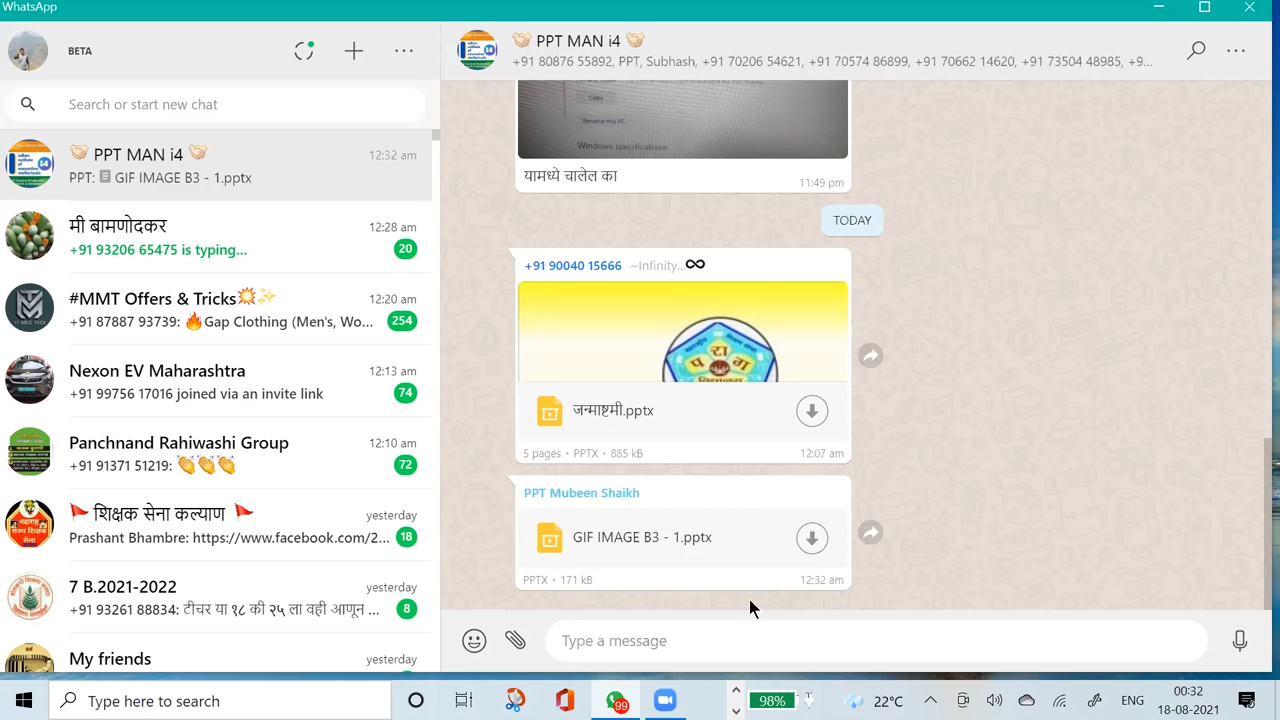 WhatsApp
BETA
Search or start new chat
PPT MAN i4
12:32 am
PPT: GIF IMAGE B3 - 1.pptx
मी बामणोदकर
12:28 am
+91 93206 65475 is typing...
20
#MMT Offers & Tricks
12:20 am
+91 87887 93739: Gap Clothing (Men's, Wo...
254
Nexon EV Maharashtra
12:13 am
+91 99756 17016 joined via an invite link
74
Panchnand Rahiwashi Group
12:10 am
+91 91371 51219:
72
शिक्षक सेना कल्याण
yesterday
Prashant Bhambre: https://www.facebook.com/2...
18
7 B.2021-2022
yesterday
+91 93261 88834: टीचर या १८ की २५ ला वही आणून ...
8
My friends
yesterday
PPT MAN i4
+91 80876 55892, PPT, Subhash, +91 70206 54621, +91 70574 86899, +91 70662 14620, +91 73504 48985, +9...
Copy
Rename this PC
Windows specifications
यामध्ये चालेल का
11:49 pm
TODAY
+91 90040 15666 ~Infinity...∞
जन्माष्टमी.pptx
5 pages • PPTX • 885 kB
12:07 am
PPT Mubeen Shaikh
GIF IMAGE B3 - 1.pptx
PPTX • 171 kB
12:32 am
Type a message
Type here to search
99
98%
22°C
ENG
00:32
18-08-2021